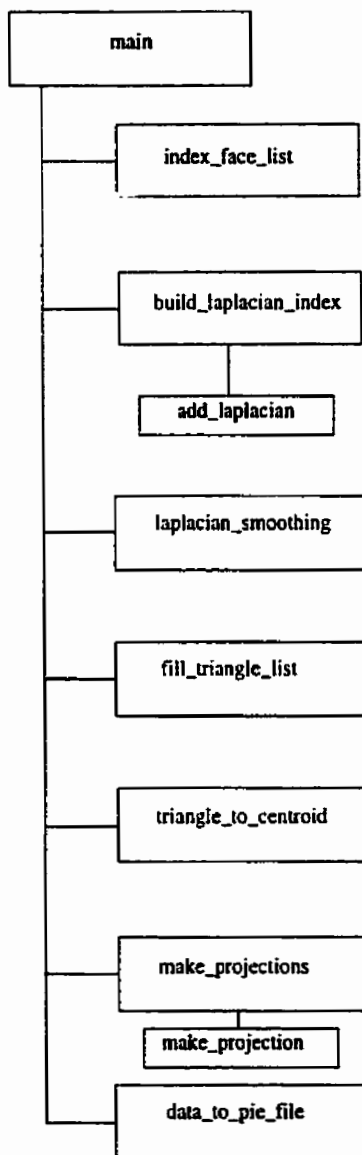 main
index_face_list
build_laplacian_index
add_laplacian
laplacian_smoothing
fill_triangle_list
triangle_to_centroid
make_projections
make_projection
data_to_pie_file